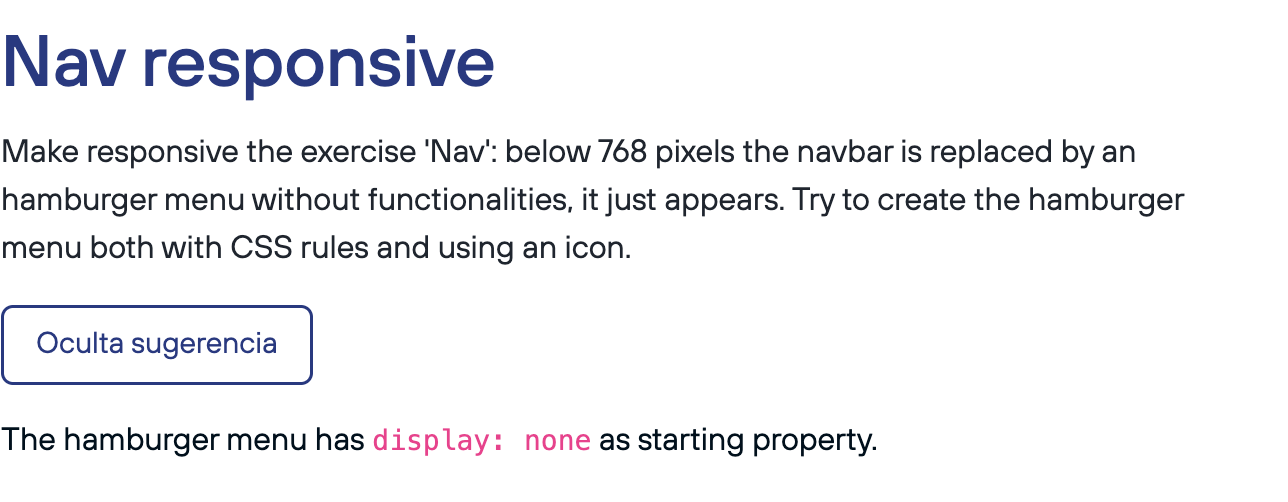 Nav responsive
Make responsive the exercise 'Nav': below 768 pixels the navbar is replaced by an
hamburger menu without functionalities, it just appears. Try to create the hamburger
menu both with CSS rules and using an icon.
Oculta sugerencia
The hamburger menu has display: none as starting property.